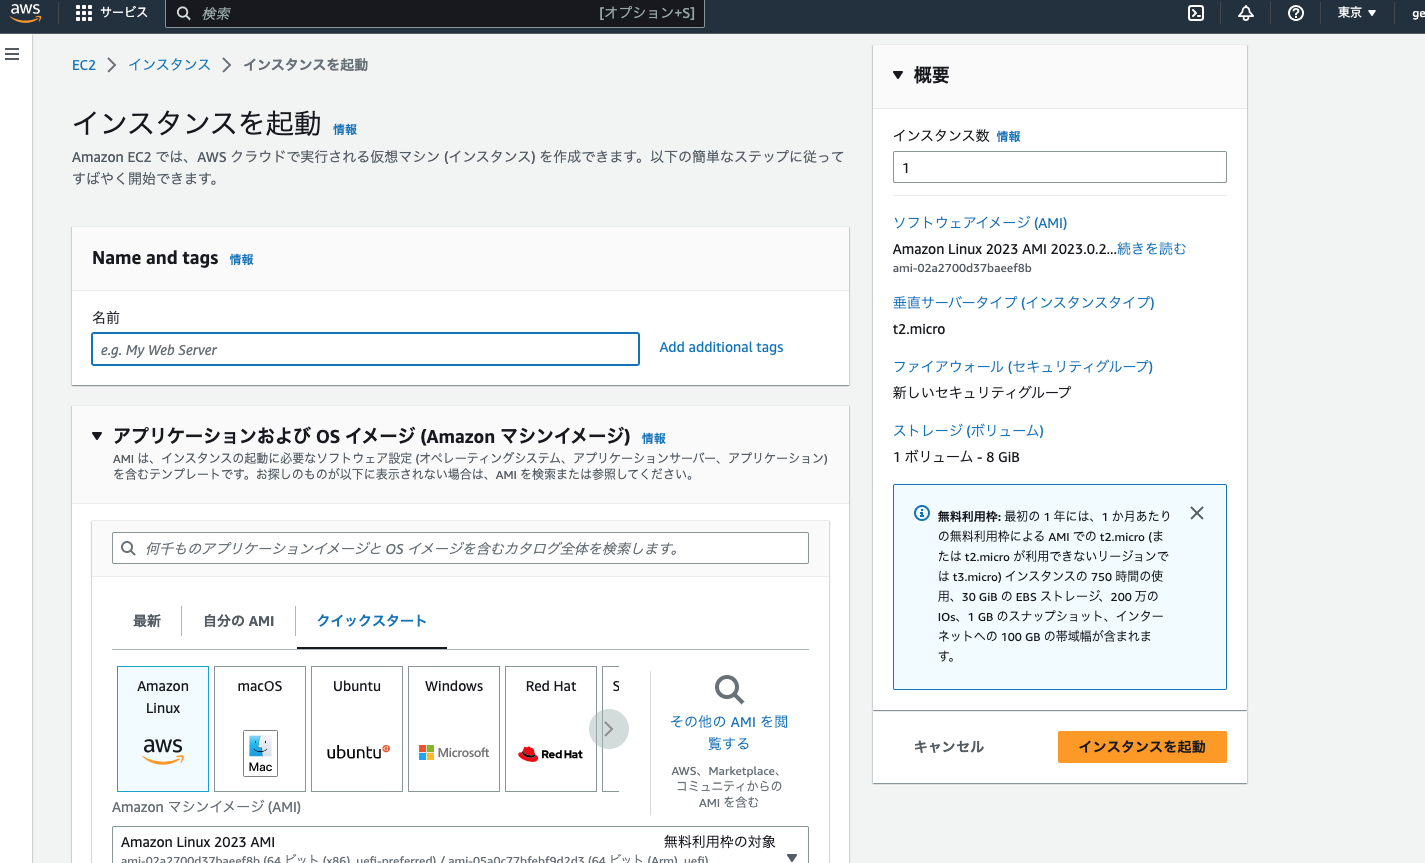 aws
サービス
検索
[オプション+S]
東京
ge
EC2
インスタンス
インスタンスを起動
インスタンスを起動 情報
Amazon EC2 では、AWS クラウドで実行される仮想マシン (インスタンス) を作成できます。以下の簡単なステップに従って
すばやく開始できます。
Name and tags 情報
名前
e.g. My Web Server
Add additional tags
アプリケーションおよび OS イメージ (Amazon マシンイメージ) 情報
AMI は、インスタンスの起動に必要なソフトウェア設定 (オペレーティングシステム、アプリケーションサーバー、アプリケーション)
を含むテンプレートです。お探しのものが以下に表示されない場合は、AMI を検索または参照してください。
何千ものアプリケーションイメージと OS イメージを含むカタログ全体を検索します。
最新
自分の AMI
クイックスタート
Amazon
Linux
aws
macOS
Mac
Ubuntu
ubuntu
Windows
Microsoft
Red Hat
Red Hat
S
その他の AMI を閲
覧する
AWS、Marketplace、
コミュニティからの
AMI を含む
Amazon マシンイメージ (AMI)
Amazon Linux 2023 AMI
無料利用枠の対象
ami-02a2700d37baeef8b (64 ビット (x86), uefi-preferred) / ami-05a0c77bfebf9d2d3 (64 ビット (Arm), uefi)
概要
インスタンス数 情報
1
ソフトウェアイメージ (AMI)
Amazon Linux 2023 AMI 2023.0.2...続きを読む
ami-02a2700d37baeef8b
垂直サーバータイプ (インスタンスタイプ)
t2.micro
ファイアウォール (セキュリティグループ)
新しいセキュリティグループ
ストレージ (ボリューム)
1 ボリューム - 8 GiB
無料利用枠: 最初の 1 年には、1 か月あたり
の無料利用枠による AMI での t2.micro (ま
たは t2.micro が利用できないリージョンで
は t3.micro) インスタンスの 750 時間の使
用、30 GiB の EBS ストレージ、200 万の
IOs、1 GB のスナップショット、インター
ネットへの 100 GB の帯域幅が含まれま
す。
キャンセル
インスタンスを起動